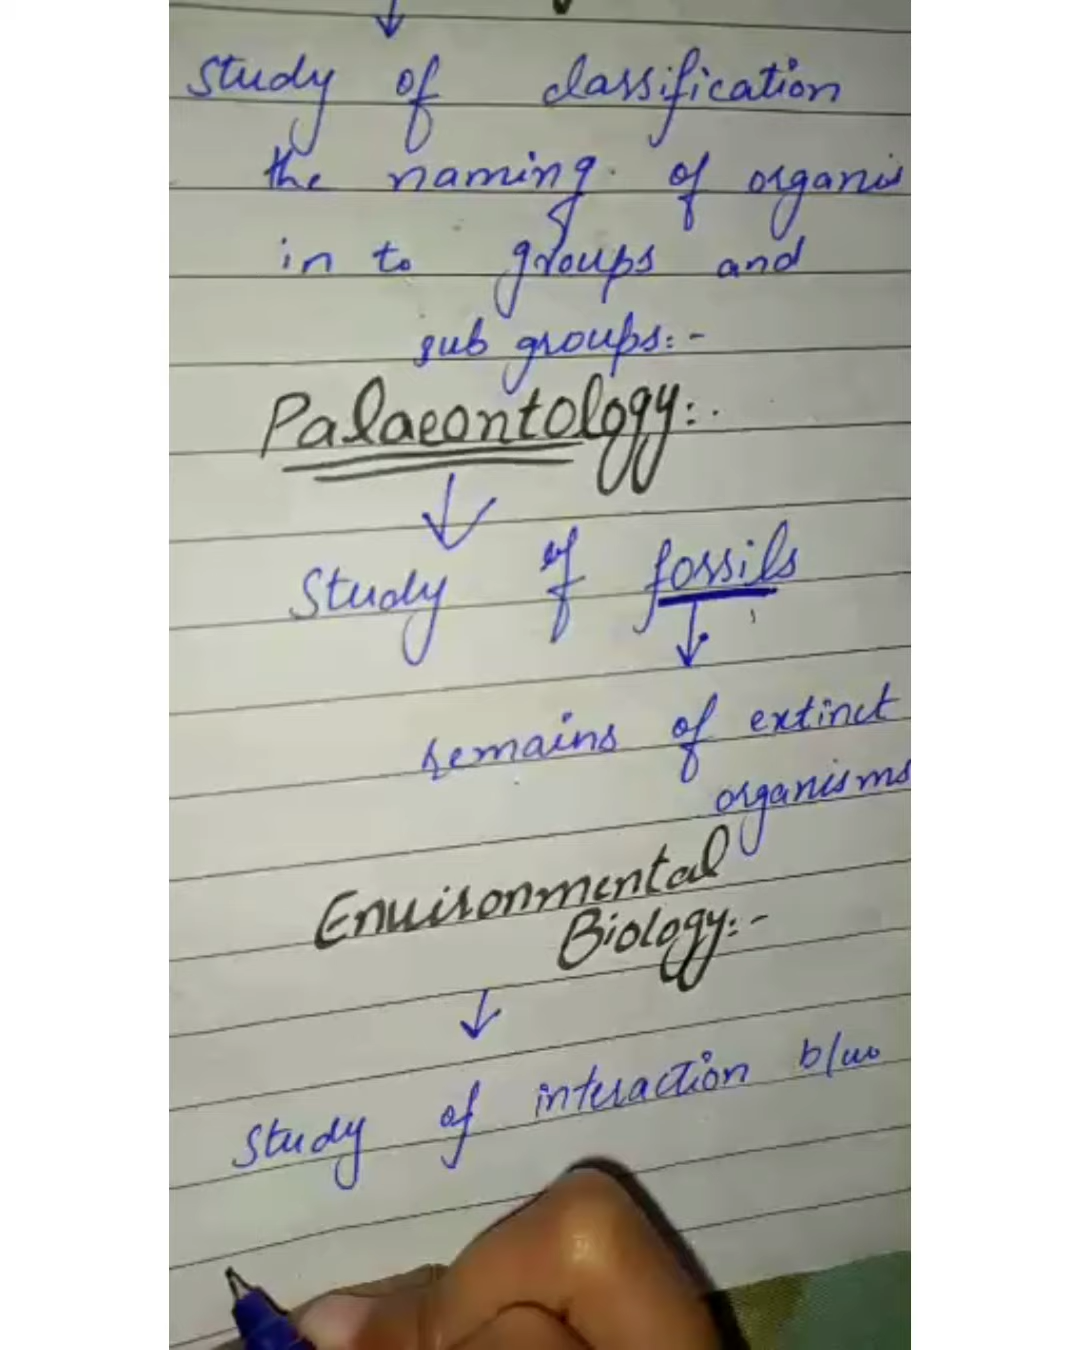 study of classification
the naming of organis
in to groups and
sub groups:-
Palaeontology:-
Study of fossils
remains of extinct
organisms
Environmental
Biology:-
Study of interaction b/w